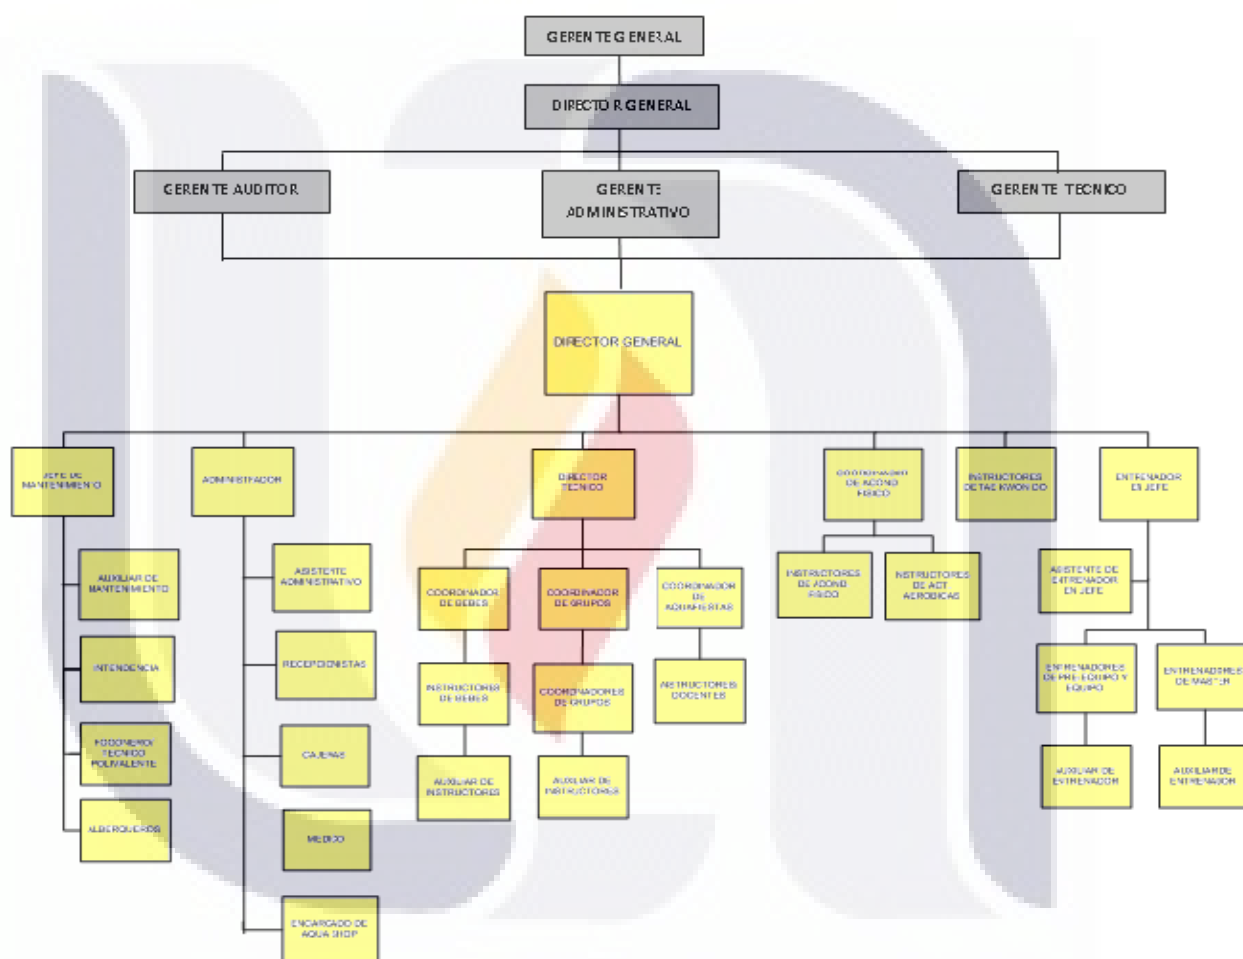 GERENTE GENERAL
DIRECTOR GENERAL
GERENTE AUDITOR
GERENTE
ADMINISTRATIVO
GERENTE TECNICO
DIRECTOR GENERAL
JEFE DE
MANTENIMIENTO
ADMINISTRADOR
DIRECTOR
TECNICO
COORDINADOR
DE ACOND
FISICO
INSTRUCTORES
DE TAE KWON DO
ENTRENADOR
EN JEFE
AUXILIAR DE
MANTENIMIENTO
INTENDENCIA
FOGONERO/
TECNICO
POLIVALENTE
ALBERQUEROS
ASISTENTE
ADMINISTRATIVO
RECEPCIONISTAS
CAJERAS
MEDICO
ENCARGADO DE
AQUA SHOP
COORDINADOR
DE BEBES
INSTRUCTORES
DE BEBES
AUXILIAR DE
INSTRUCTORES
COORDINADOR
DE GRUPOS
COORDINADORES
DE GRUPOS
AUXILIAR DE
INSTRUCTORES
COORDINADOR
DE
AQUAFIESTAS
INSTRUCTORES
DOCENTES
INSTRUCTORES
DE ACOND
FISICO
INSTRUCTORES
DE ACT
AEROBICAS
ASISTENTE DE
ENTRENADOR
EN JEFE
ENTRENADORES
DE PRE-EQUIPO Y
EQUIPO
AUXILIAR DE
ENTRENADOR
ENTRENADORES
DE MASTER
AUXILIAR DE
ENTRENADOR